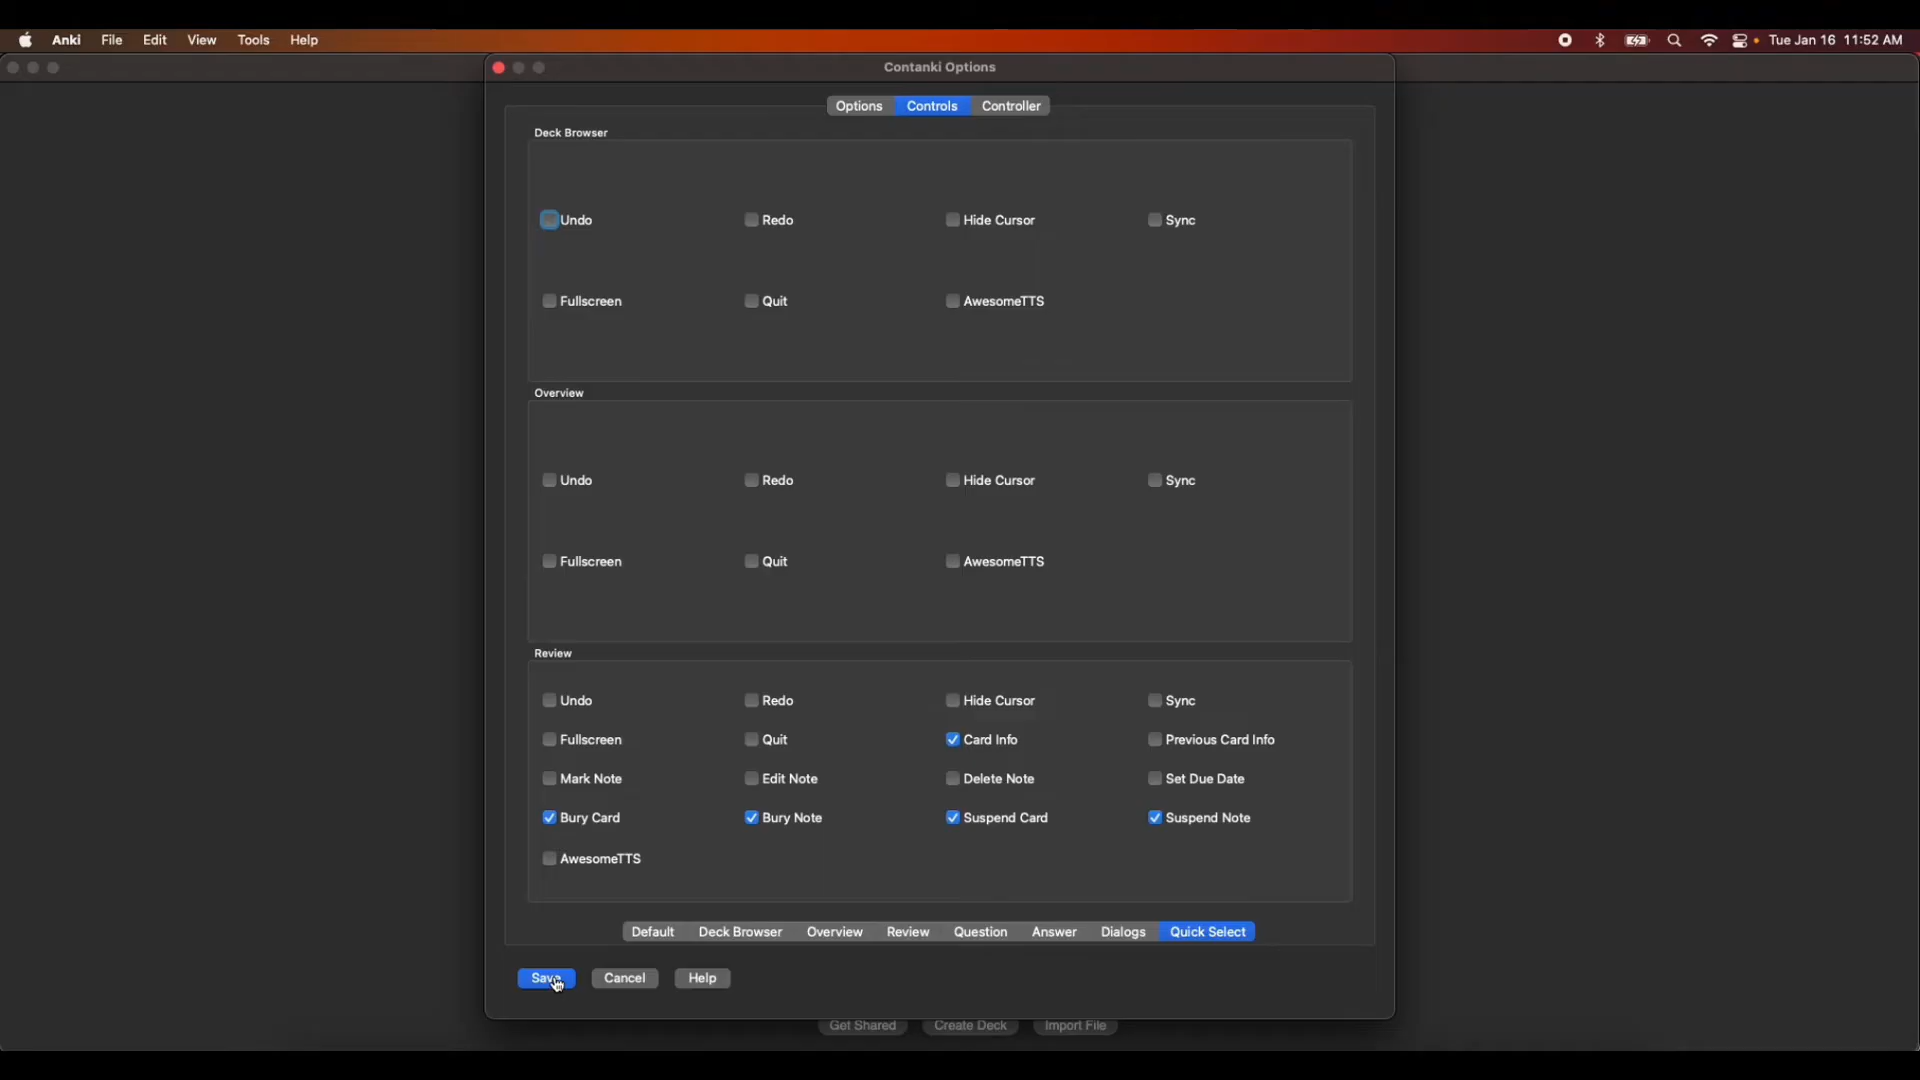 Anki File Edit View Tools Help Tue Jan 16 11:52 AM
Contanki Options
Options Controls Controller
Deck Browser
Undo Redo Hide Cursor Sync
Fullscreen Quit AwesomeTTS
Overview
Undo Redo Hide Cursor Sync
Fullscreen Quit AwesomeTTS
Review
Undo Redo Hide Cursor Sync
Fullscreen Quit Card Info Previous Card Info
Mark Note Edit Note Delete Note Set Due Date
Bury Card Bury Note Suspend Card Suspend Note
AwesomeTTS
Default Deck Browser Overview Review Question Answer Dialogs Quick Select
Save Cancel Help
Get Shared Create Deck Import File